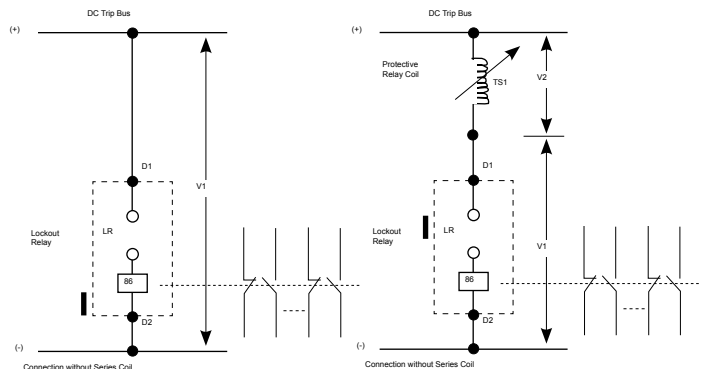 DC Trip Bus
(+)
D1
V1
Lockout
Relay
LR
86
D2
(-)
Connection without Series Coil
DC Trip Bus
(+)
Protective
Relay Coil
TS1
V2
D1
Lockout
Relay
LR
V1
86
D2
(-)
Connection without Series Coil